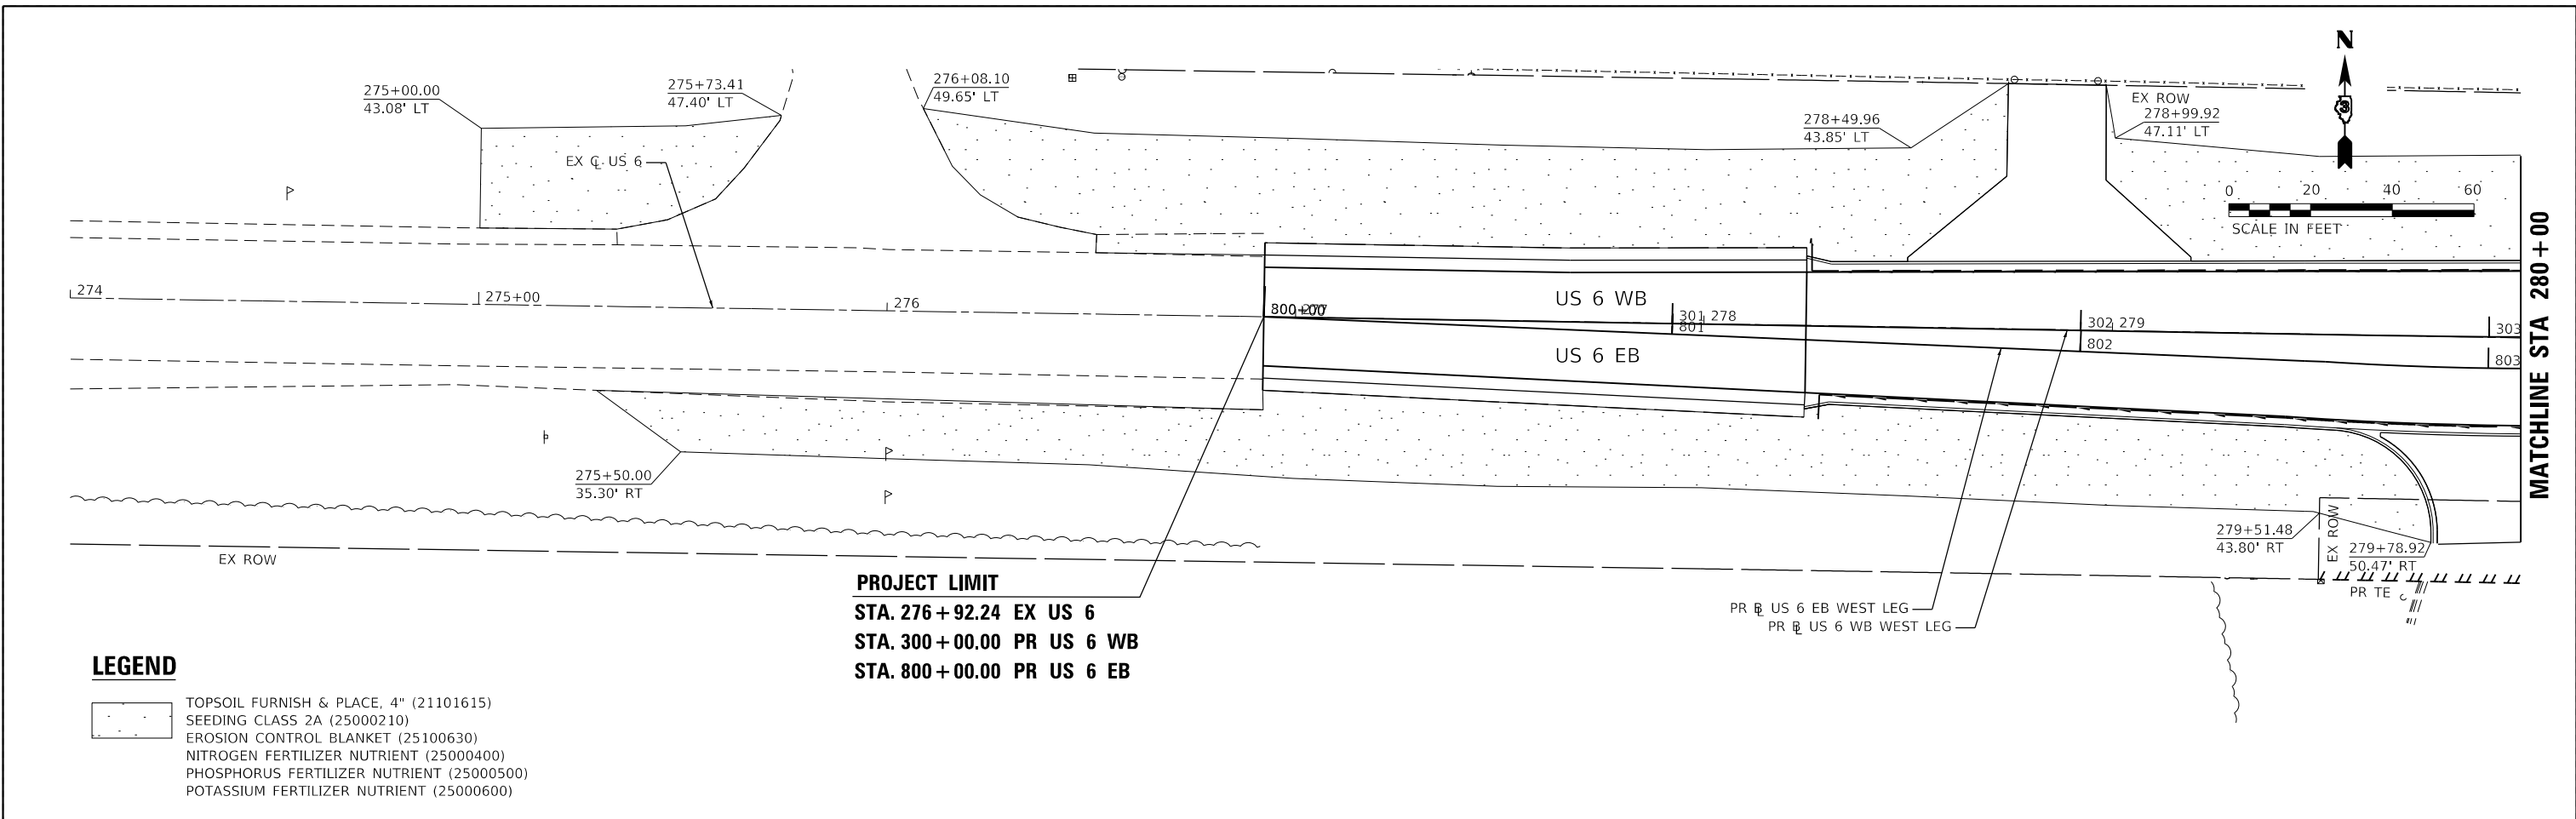 275+00.00
43.08' LT
275+73.41
47.40' LT
276+08.10
49.65' LT
278+49.96
43.85' LT
EX ROW
278+99.92
47.11' LT
N
3
0 20 40 60
SCALE IN FEET
EX ℄ US 6
274
275+00
276
800+00
301 278
801
302 279
802
303
803
US 6 WB
US 6 EB
MATCHLINE STA 280+00
275+50.00
35.30' RT
EX ROW
279+51.48
43.80' RT
EX ROW
279+78.92
50.47' RT
PR TE
PROJECT LIMIT
STA. 276+92.24 EX US 6
STA. 300+00.00 PR US 6 WB
STA. 800+00.00 PR US 6 EB
PR BL US 6 EB WEST LEG
PR BL US 6 WB WEST LEG
LEGEND
TOPSOIL FURNISH & PLACE, 4" (21101615)
SEEDING CLASS 2A (25000210)
EROSION CONTROL BLANKET (25100630)
NITROGEN FERTILIZER NUTRIENT (25000400)
PHOSPHORUS FERTILIZER NUTRIENT (25000500)
POTASSIUM FERTILIZER NUTRIENT (25000600)